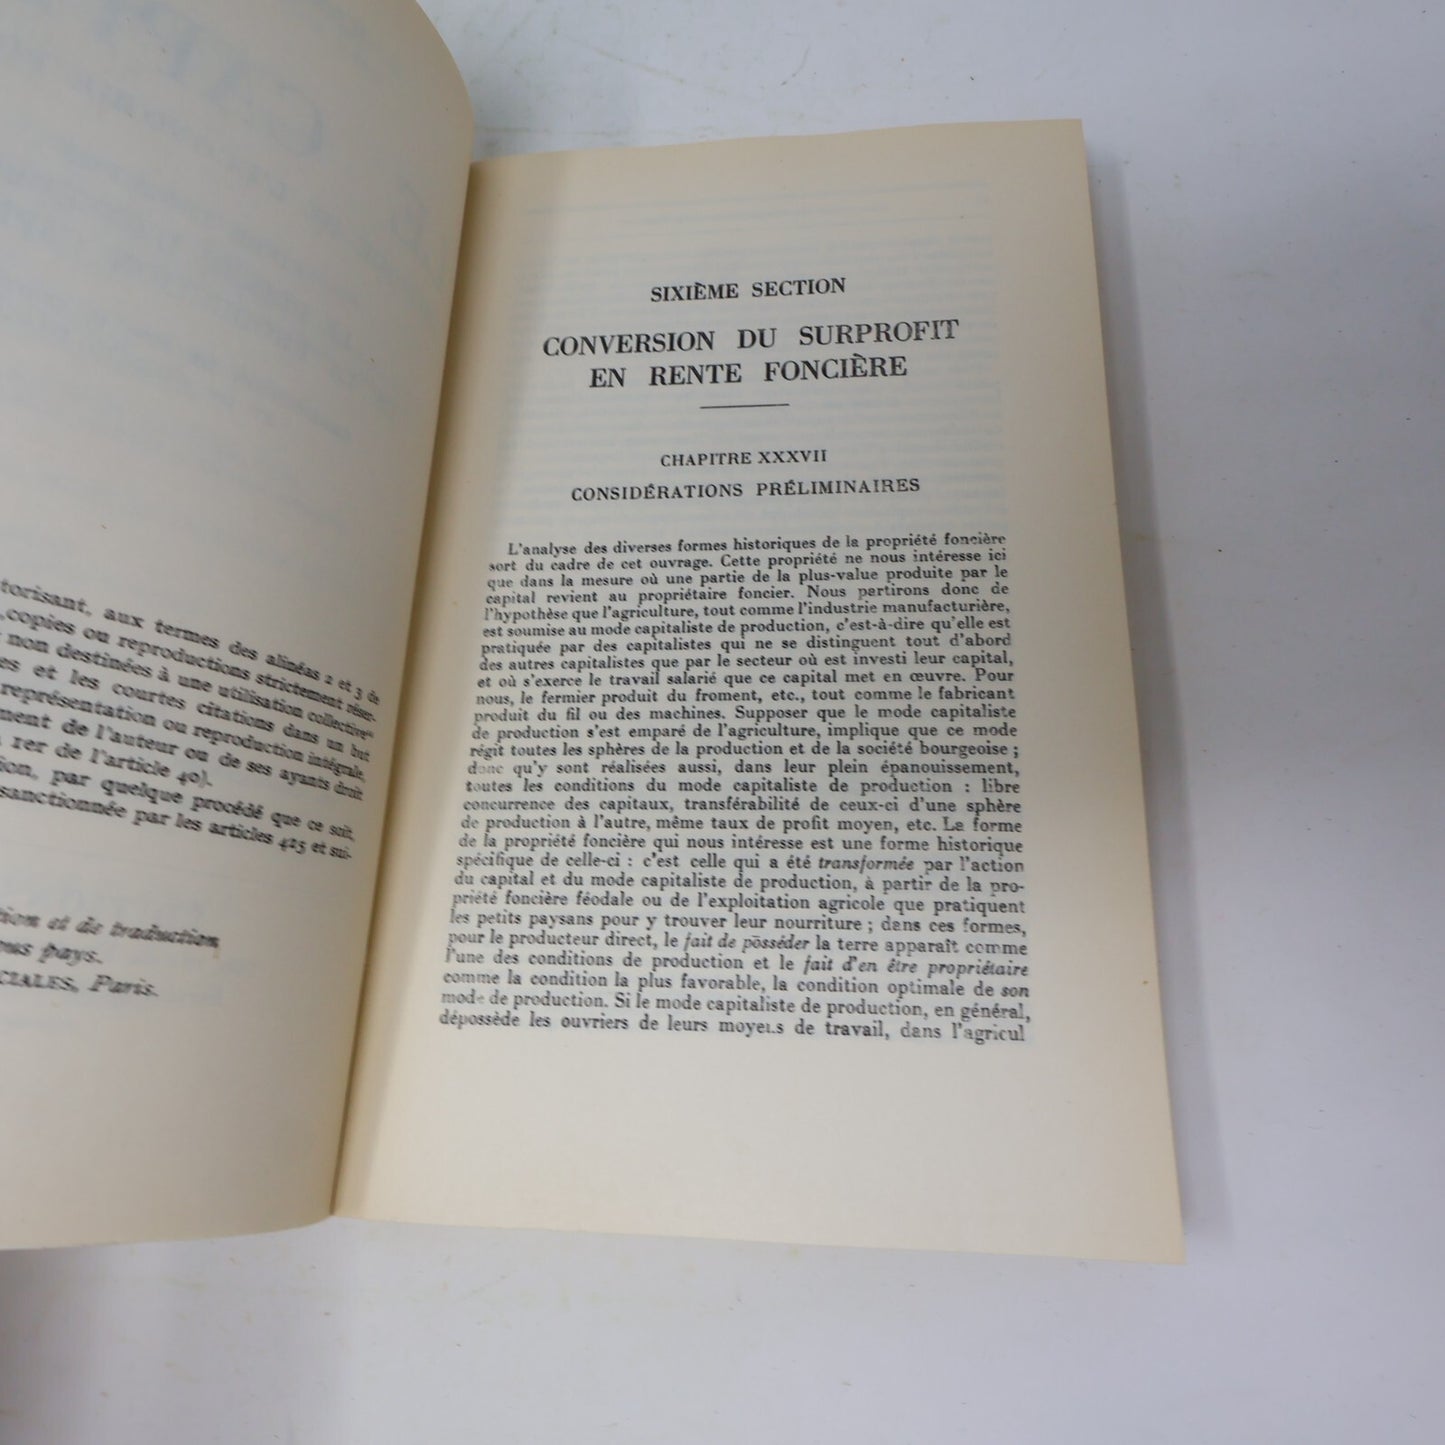 torisant, aux termes des alinéas 2 et 3 de
copies ou reproductions strictement réser-
non destinées à une utilisation collective"
es et les courtes citations dans un but
représentation ou reproduction intégrale,
ment de l'auteur ou de ses ayants droit
1er de l'article 40).
ion, par quelque procédé que ce soit,
sanctionnée par les articles 425 et sui-
tion et de traduction
ous pays.
CIALES, Paris.
SIXIÈME SECTION
CONVERSION DU SURPROFIT
EN RENTE FONCIÈRE
CHAPITRE XXXVII
CONSIDÉRATIONS PRÉLIMINAIRES
L'analyse des diverses formes historiques de la propriété foncière
sort du cadre de cet ouvrage. Cette propriété ne nous intéresse ici
que dans la mesure où une partie de la plus-value produite par le
capital revient au propriétaire foncier. Nous partirons donc de
l'hypothèse que l'agriculture, tout comme l'industrie manufacturière,
est soumise au mode capitaliste de production, c'est-à-dire qu'elle est
pratiquée par des capitalistes qui ne se distinguent tout d'abord
des autres capitalistes que par le secteur où est investi leur capital,
et où s'exerce le travail salarié que ce capital met en œuvre. Pour
nous, le fermier produit du froment, etc., tout comme le fabricant
produit du fil ou des machines. Supposer que le mode capitaliste
de production s'est emparé de l'agriculture, implique que ce mode
régit toutes les sphères de la production et de la société bourgeoise ;
donc qu'y sont réalisées aussi, dans leur plein épanouissement,
toutes les conditions du mode capitaliste de production : libre
concurrence des capitaux, transférabilité de ceux-ci d'une sphère
de production à l'autre, même taux de profit moyen, etc. La forme
de la propriété foncière qui nous intéresse est une forme historique
spécifique de celle-ci : c'est celle qui a été transformée par l'action
du capital et du mode capitaliste de production, à partir de la pro-
priété foncière féodale ou de l'exploitation agricole que pratiquent
les petits paysans pour y trouver leur nourriture ; dans ces formes,
pour le producteur direct, le fait de posséder la terre apparaît comme
l'une des conditions de production et le fait d'en être propriétaire
comme la condition la plus favorable, la condition optimale de son
mode de production. Si le mode capitaliste de production, en général,
dépossède les ouvriers de leurs moyens de travail, dans l'agricul